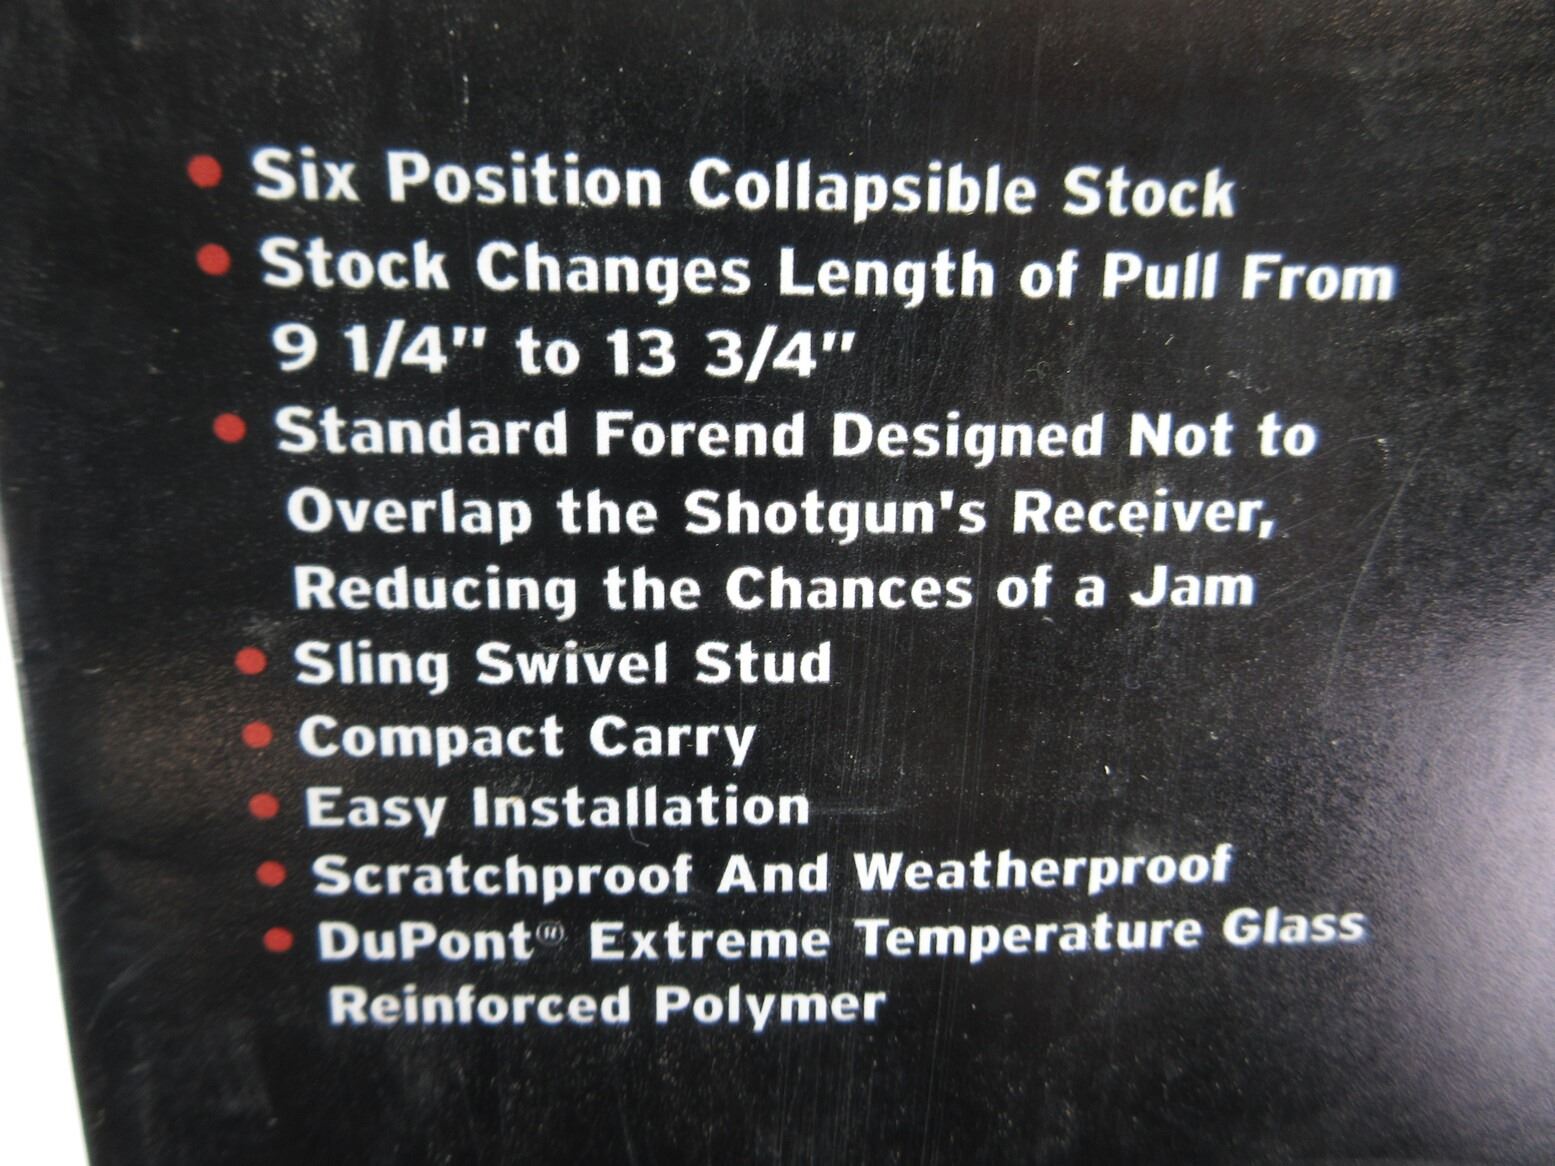 • Six Position Collapsible Stock
• Stock Changes Length of Pull From
9 1/4" to 13 3/4"
• Standard Forend Designed Not to
Overlap the Shotgun's Receiver,
Reducing the Chances of a Jam
• Sling Swivel Stud
• Compact Carry
• Easy Installation
• Scratchproof And Weatherproof
• DuPont® Extreme Temperature Glass
Reinforced Polymer